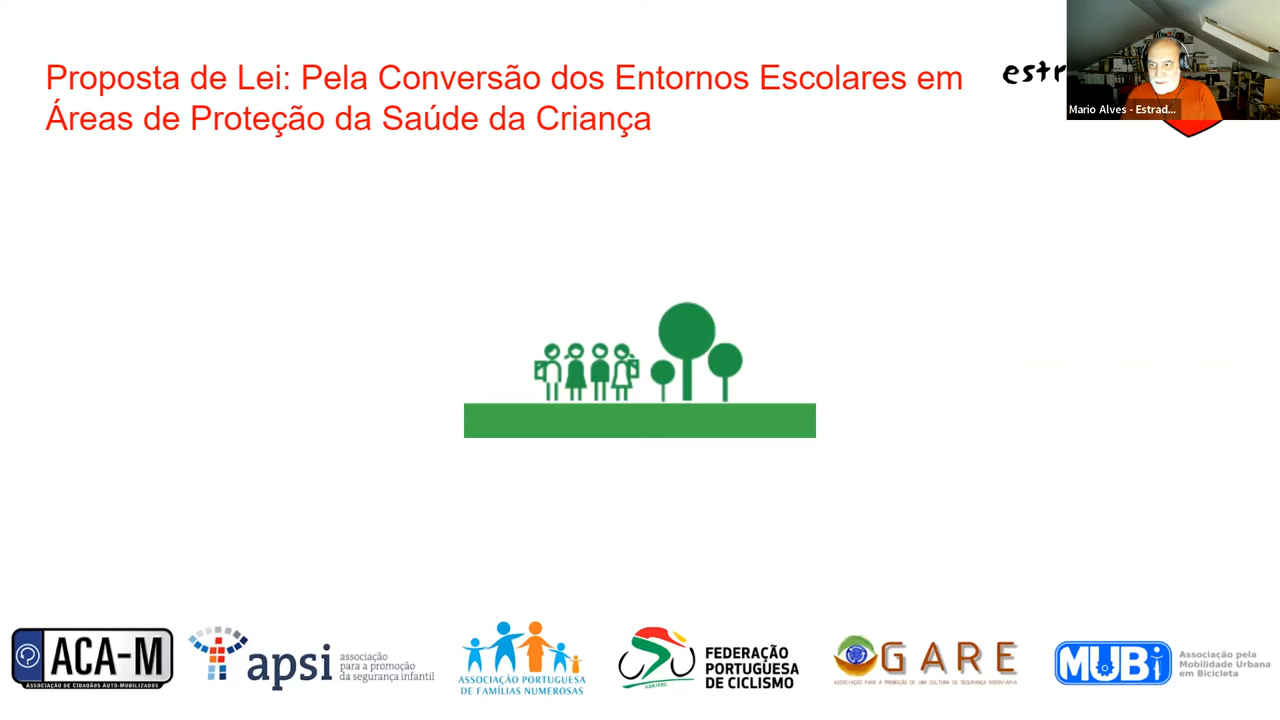 Proposta de Lei: Pela Conversão dos Entornos Escolares em
Áreas de Proteção da Saúde da Criança
estr
Mario Alves - Estrad...
ACA-M
ASSOCIAÇÃO DE CIDADÃOS AUTO-MOBILIZADOS
apsi
associação
para a promoção
da segurança infantil
ASSOCIAÇÃO PORTUGUESA
DE FAMÍLIAS NUMEROSAS
FEDERAÇÃO
PORTUGUESA
DE CICLISMO
GARE
ASSOCIAÇÃO PARA A PROMOÇÃO DE UMA CULTURA DE SEGURANÇA RODOVIÁRIA
MUBi
Associação pela
Mobilidade Urbana
em Bicicleta